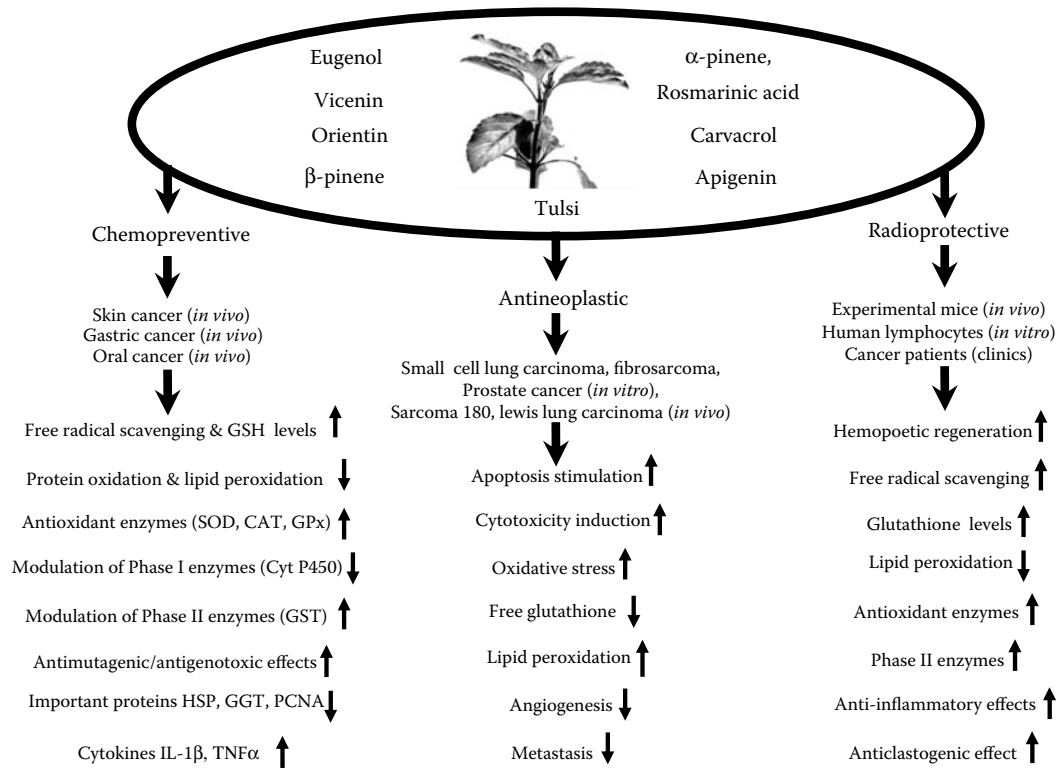 Eugenol
Vicenin
Orientin
β-pinene
α-pinene,
Rosmarinic acid
Carvacrol
Apigenin
Tulsi
Chemopreventive
Skin cancer (in vivo)
Gastric cancer (in vivo)
Oral cancer (in vivo)
Free radical scavenging & GSH levels
Protein oxidation & lipid peroxidation
Antioxidant enzymes (SOD, CAT, GPx)
Modulation of Phase I enzymes (Cyt P450)
Modulation of Phase II enzymes (GST)
Antimutagenic/antigenotoxic effects
Important proteins HSP, GGT, PCNA
Cytokines IL-1β, TNFα
Antineoplastic
Small cell lung carcinoma, fibrosarcoma,
Prostate cancer (in vitro),
Sarcoma 180, lewis lung carcinoma (in vivo)
Apoptosis stimulation
Cytotoxicity induction
Oxidative stress
Free glutathione
Lipid peroxidation
Angiogenesis
Metastasis
Radioprotective
Experimental mice (in vivo)
Human lymphocytes (in vitro)
Cancer patients (clinics)
Hemopoetic regeneration
Free radical scavenging
Glutathione levels
Lipid peroxidation
Antioxidant enzymes
Phase II enzymes
Anti-inflammatory effects
Anticlastogenic effect